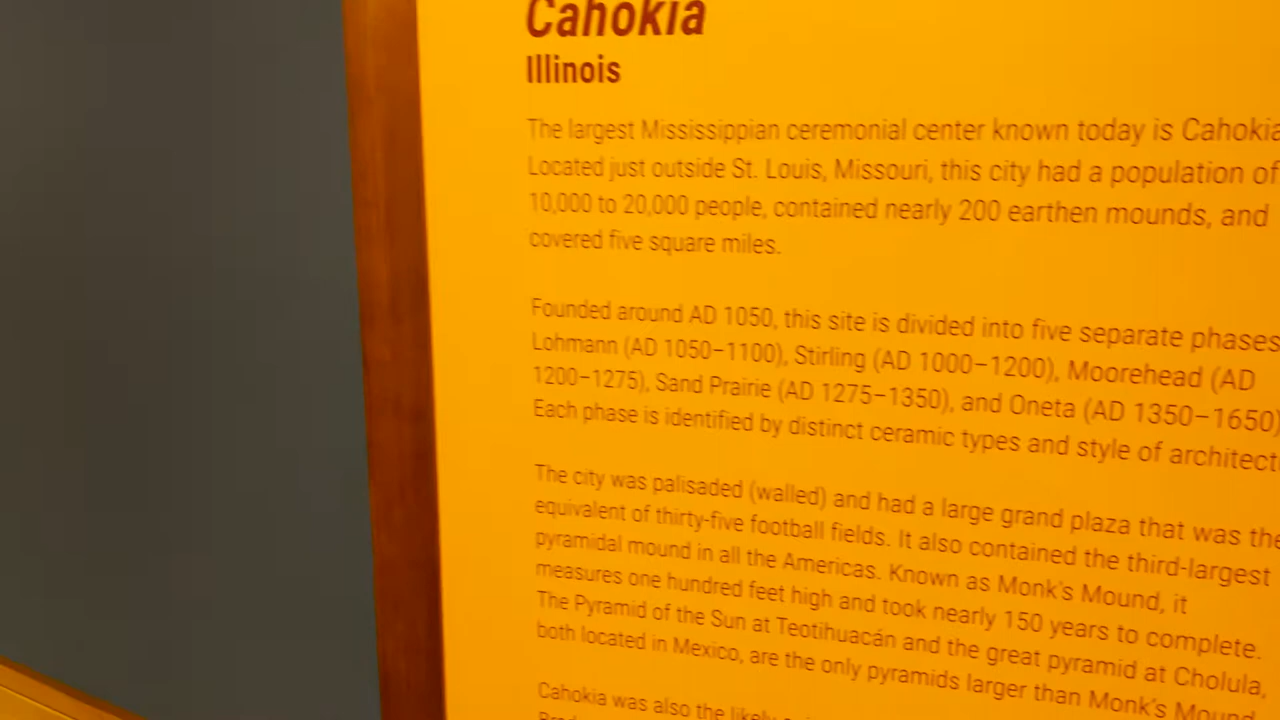 Cahokia
Illinois
The largest Mississippian ceremonial center known today is Cahokia
Located just outside St. Louis, Missouri, this city had a population of
10,000 to 20,000 people, contained nearly 200 earthen mounds, and
covered five square miles.
Founded around AD 1050, this site is divided into five separate phases
Lohmann (AD 1050–1100), Stirling (AD 1000–1200), Moorehead (AD
1200–1275), Sand Prairie (AD 1275–1350), and Oneta (AD 1350–1650)
Each phase is identified by distinct ceramic types and style of architect
The city was palisaded (walled) and had a large grand plaza that was the
equivalent of thirty-five football fields. It also contained the third-largest
pyramidal mound in all the Americas. Known as Monk's Mound, it
measures one hundred feet high and took nearly 150 years to complete.
The Pyramid of the Sun at Teotihuacán and the great pyramid at Cholula,
both located in Mexico, are the only pyramids larger than Monk's Mound
Cahokia was also the likely